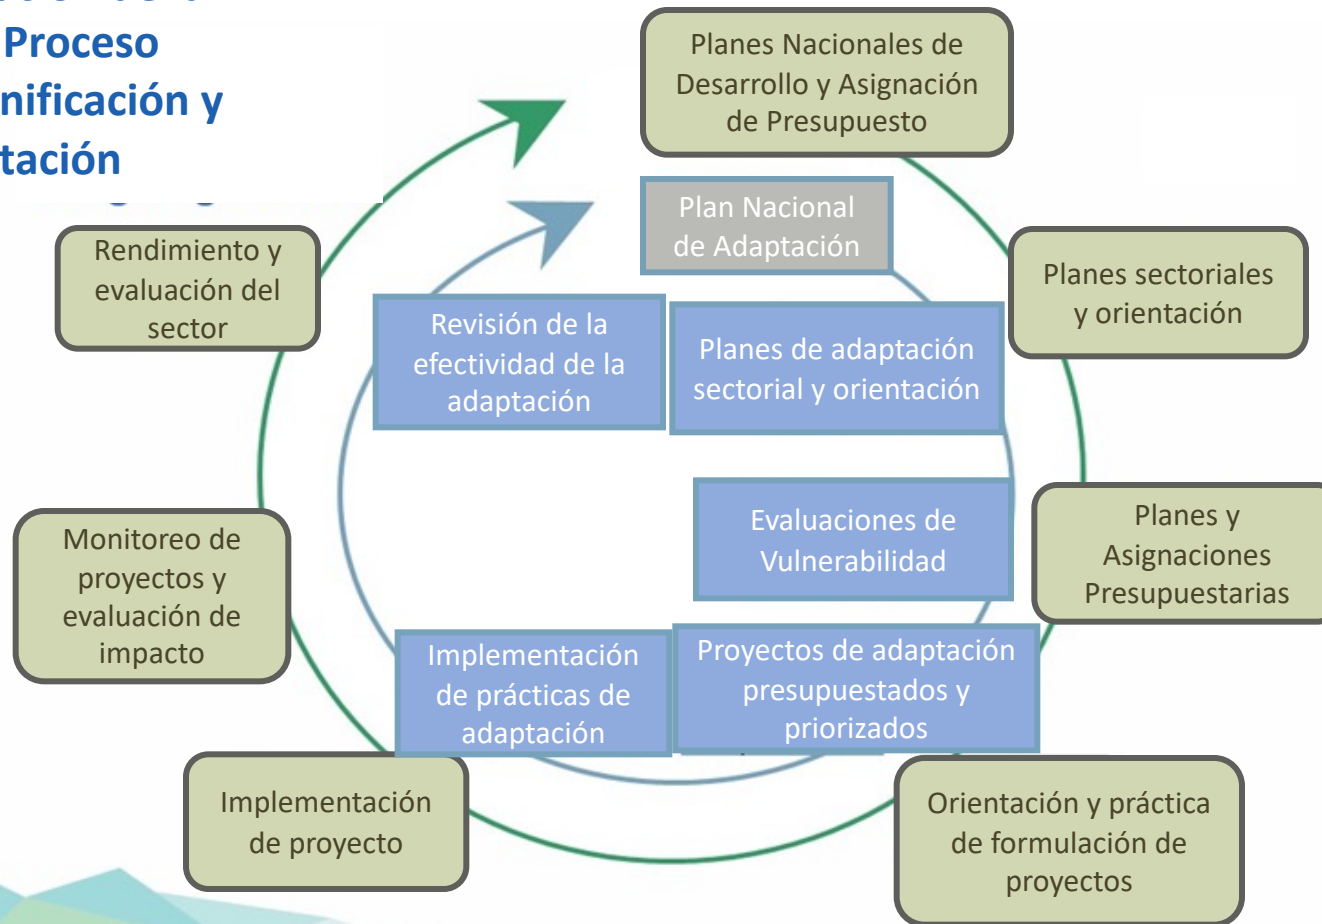 Proceso
y
Planes Nacionales de
Desarrollo y Asignación
de Presupuesto
Plan Nacional
de Adaptación
Rendimiento y
evaluación del
sector
Planes sectoriales
y orientación
Revisión de la
efectividad de la
adaptación
Planes de adaptación
sectorial y orientación
Evaluaciones de
Vulnerabilidad
Planes y
Asignaciones
Presupuestarias
Monitoreo de
proyectos y
evaluación de
impacto
Implementación
de prácticas de
adaptación
Proyectos de adaptación
presupuestados y
priorizados
Implementación
de proyecto
Orientación y práctica
de formulación de
proyectos